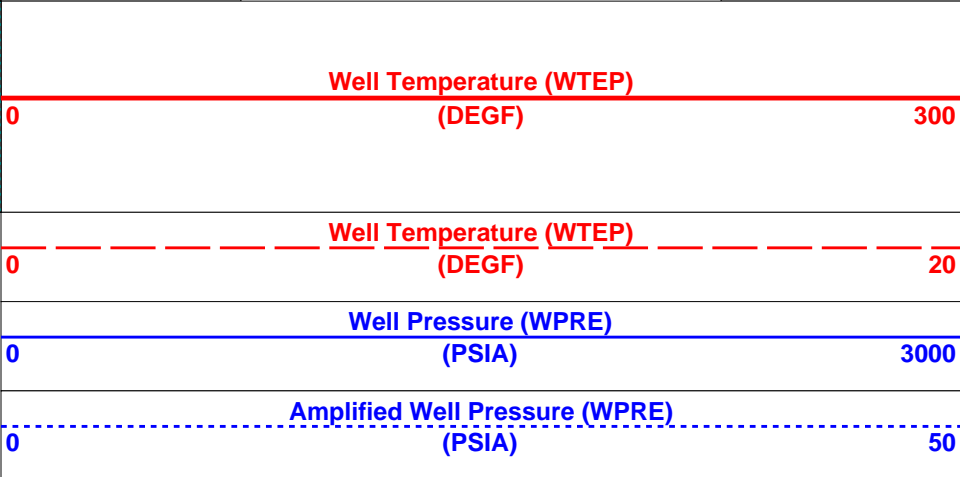 Well Temperature (WTEP)
0 (DEGF) 300
Well Temperature (WTEP)
0 (DEGF) 20
Well Pressure (WPRE)
0 (PSIA) 3000
Amplified Well Pressure (WPRE)
0 (PSIA) 50